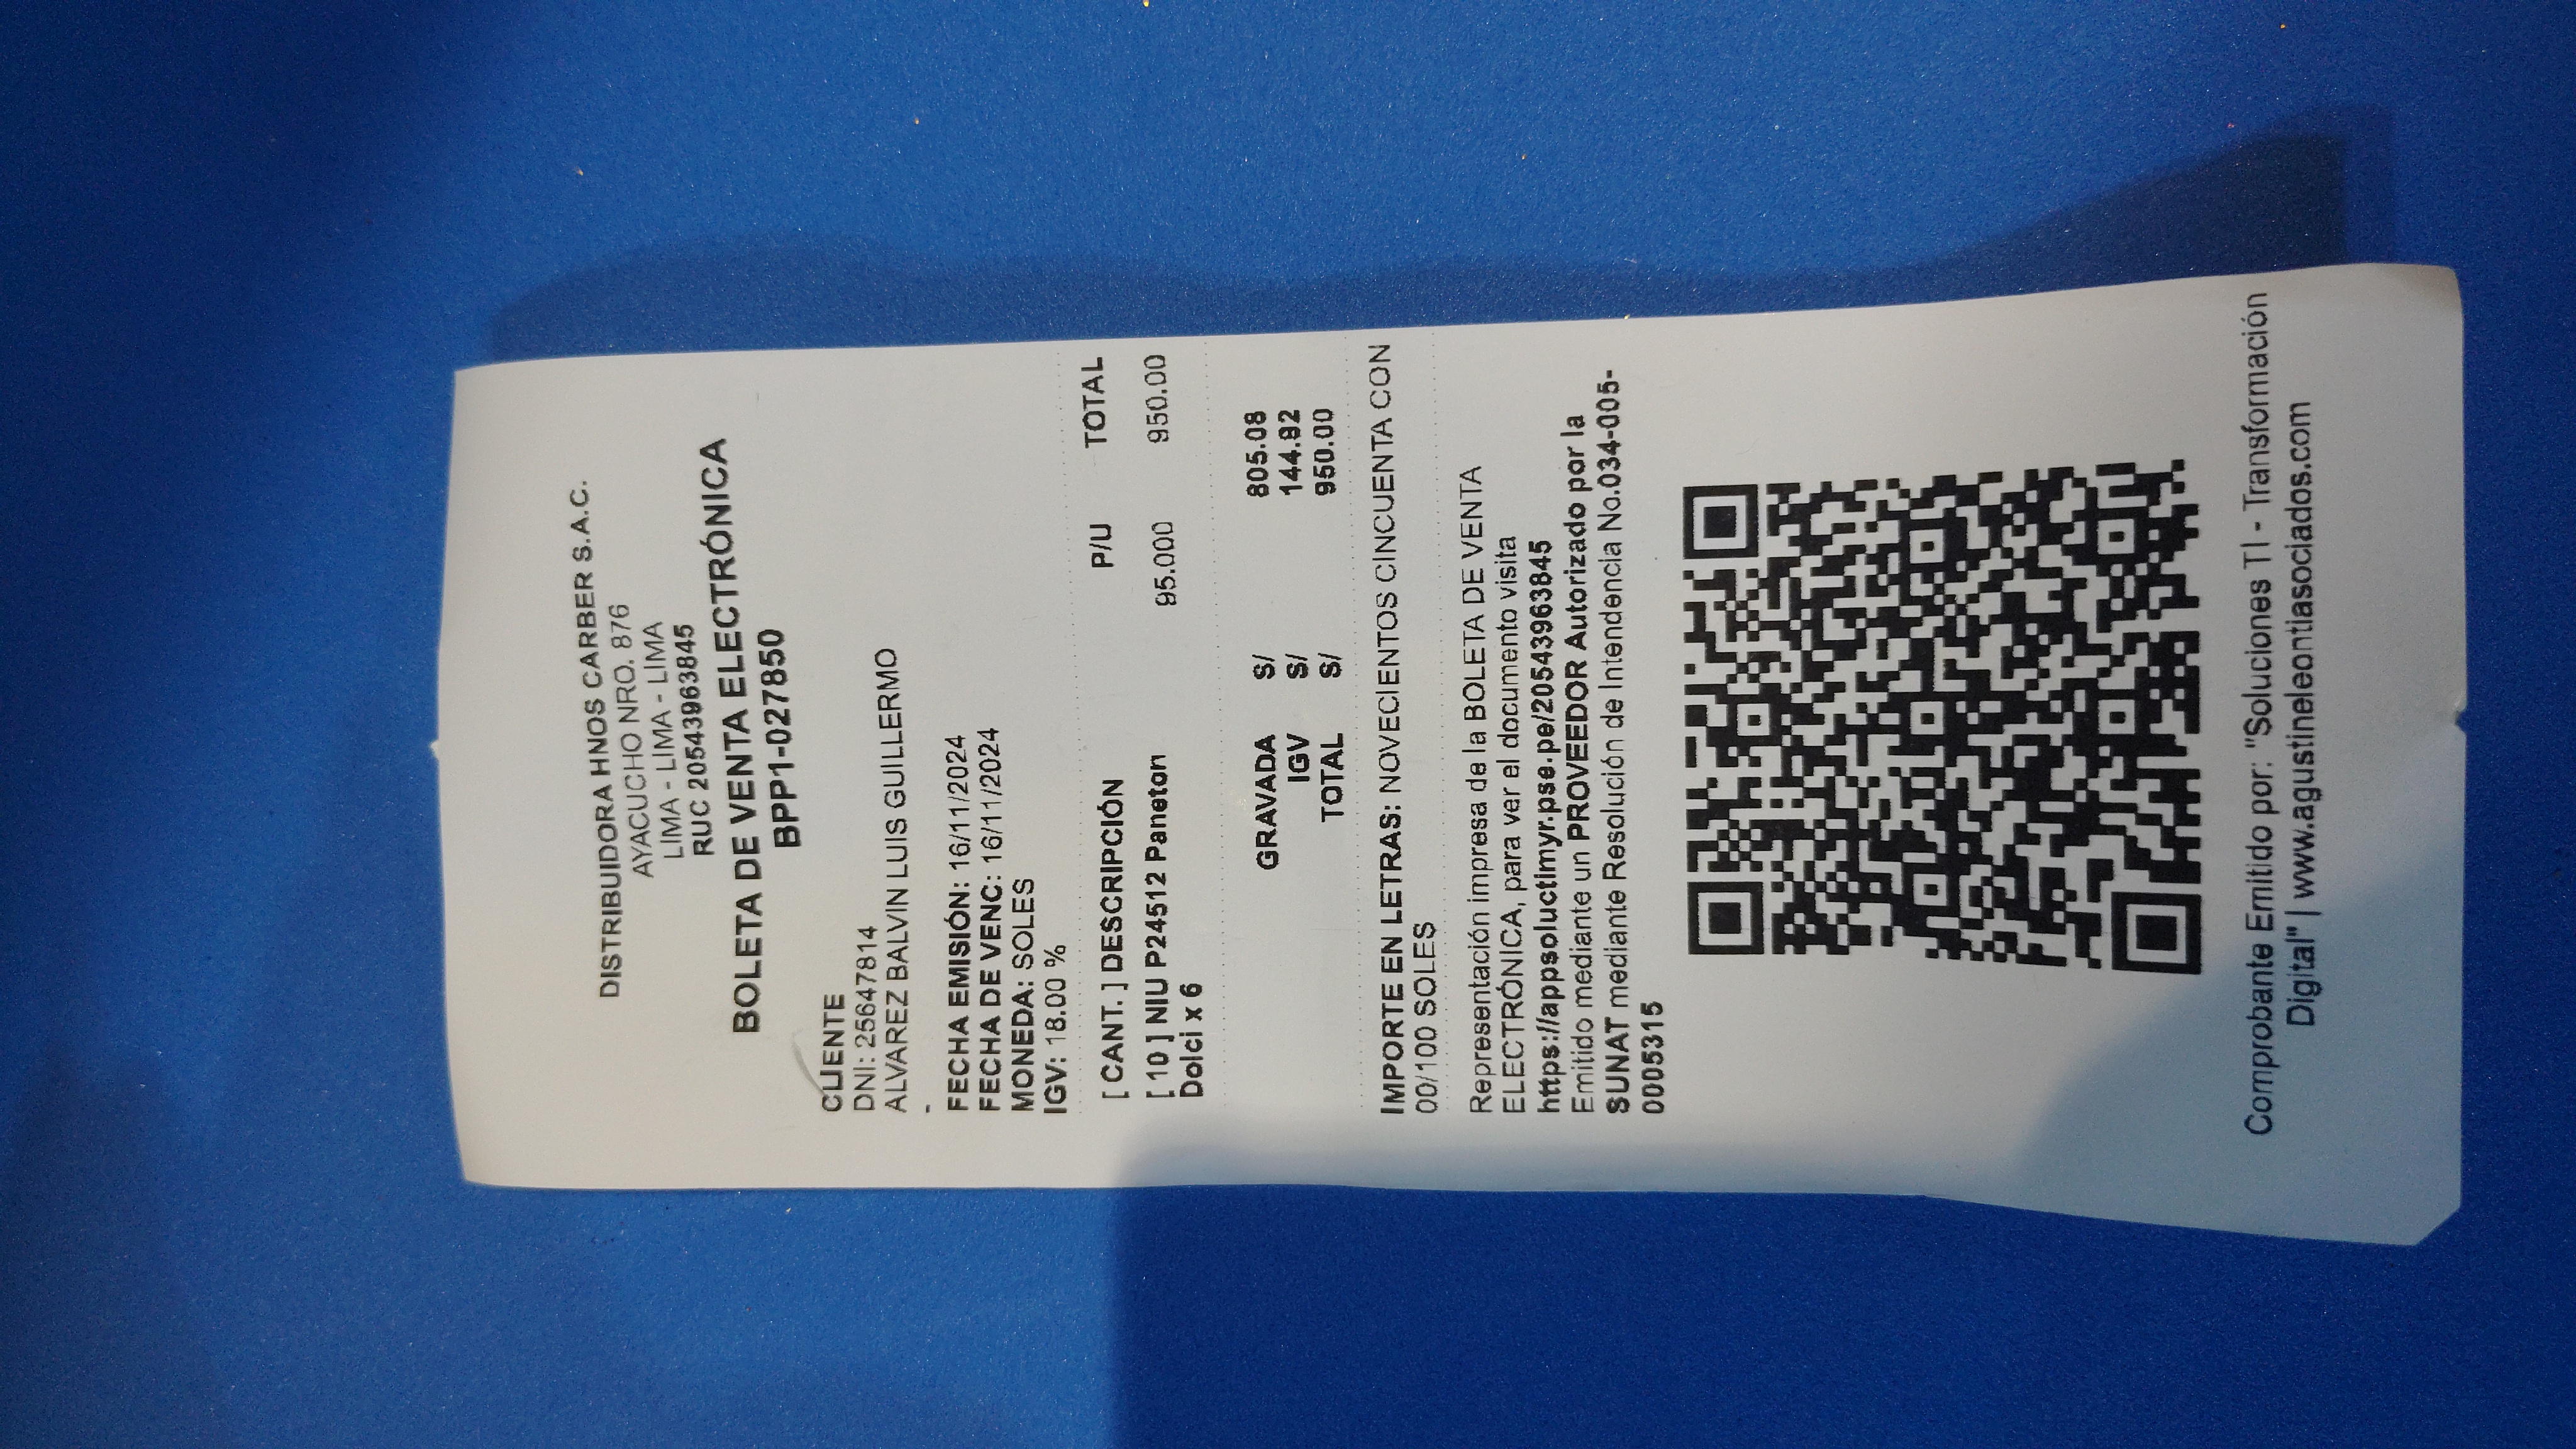 DISTRIBUIDORA HNOS CARBER S.A.C.
AYACUCHO NRO. 876
LIMA - LIMA - LIMA
RUC 20543963845
BOLETA DE VENTA ELECTRÓNICA
BPP1-027850
CLIENTE
DNI: 25647814
ALVAREZ BALVIN LUIS GUILLERMO
-
FECHA EMISIÓN: 16/11/2024
FECHA DE VENC: 16/11/2024
MONEDA: SOLES
IGV: 18.00 %
[ CANT. ] DESCRIPCIÓN P/U TOTAL
[ 10 ] NIU P24512 Paneton 95.000 950.00
Dolci x 6
GRAVADA S/ 805.08
IGV S/ 144.92
TOTAL S/ 950.00
IMPORTE EN LETRAS: NOVECIENTOS CINCUENTA CON
00/100 SOLES
Representación impresa de la BOLETA DE VENTA
ELECTRÓNICA, para ver el documento visita
https://appsoluctimyr.pse.pe/20543963845
Emitido mediante un PROVEEDOR Autorizado por la
SUNAT mediante Resolución de Intendencia No.034-005-
0005315
Comprobante Emitido por: "Soluciones TI - Transformación
Digital" | www.agustineleontiasociados.com